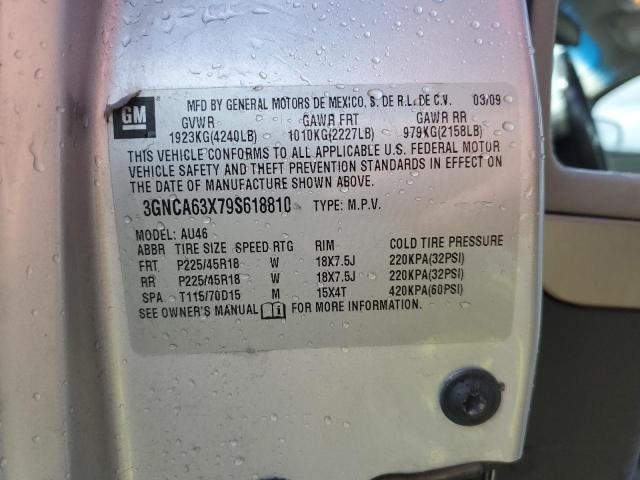 GM
MFD BY GENERAL MOTORS DE MEXICO, S. DE R.L. DE C.V. 03/09
GVWR GAWR FRT GAWR RR
1923KG(4240LB) 1010KG(2227LB) 979KG(2158LB)
THIS VEHICLE CONFORMS TO ALL APPLICABLE U.S. FEDERAL MOTOR
VEHICLE SAFETY AND THEFT PREVENTION STANDARDS IN EFFECT ON
THE DATE OF MANUFACTURE SHOWN ABOVE.
3GNCA63X79S618810 TYPE: M.P.V.
MODEL: AU46
ABBR TIRE SIZE SPEED RTG RIM COLD TIRE PRESSURE
FRT P225/45R18 W 18X7.5J 220KPA(32PSI)
RR P225/45R18 W 18X7.5J 220KPA(32PSI)
SPA T115/70D15 M 15X4T 420KPA(60PSI)
SEE OWNER'S MANUAL FOR MORE INFORMATION.